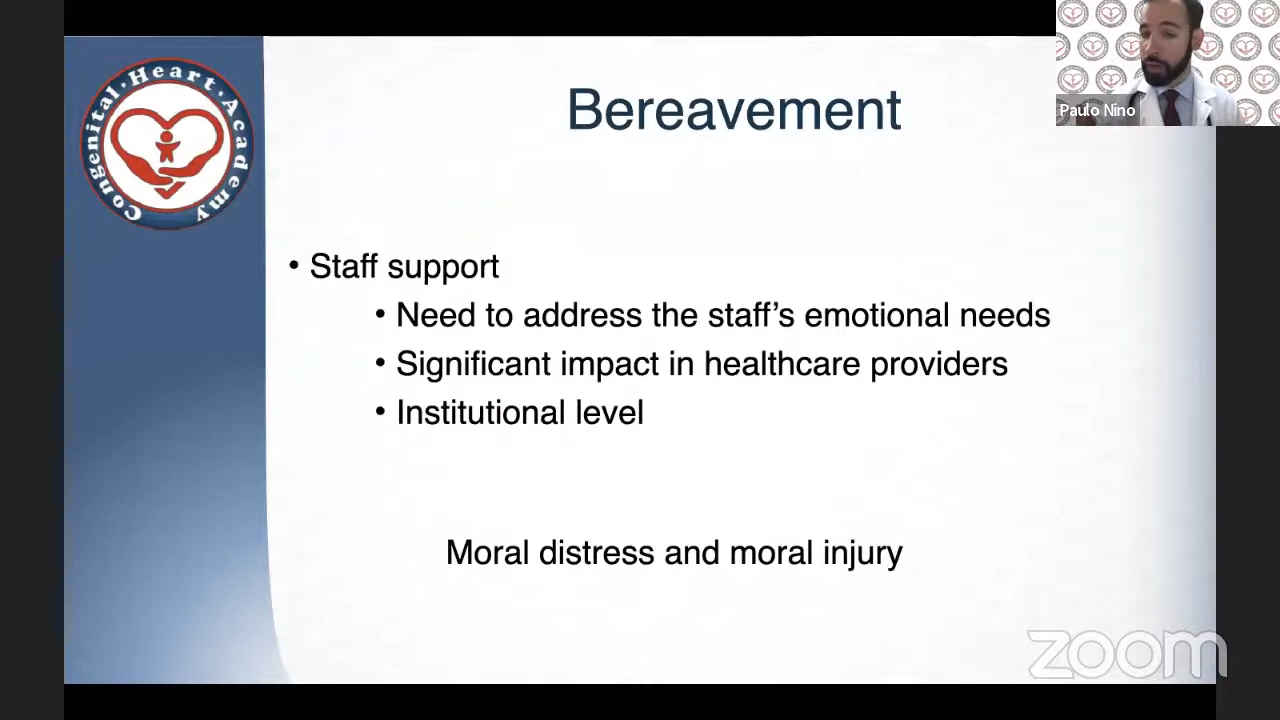 Congenital · Heart · Academy
Bereavement
Paulo Nino
• Staff support
• Need to address the staff’s emotional needs
• Significant impact in healthcare providers
• Institutional level
Moral distress and moral injury
zoom